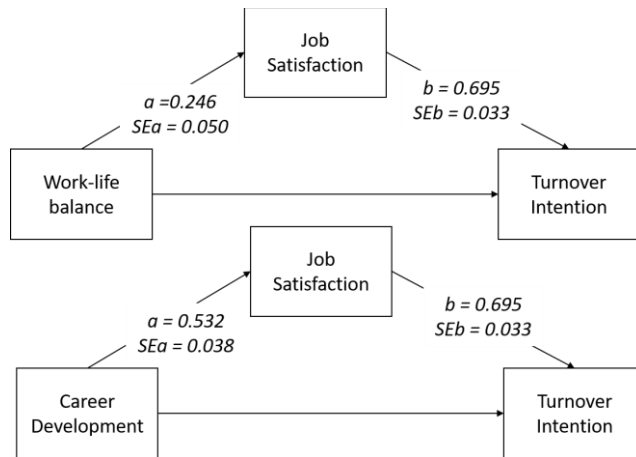 Job
Satisfaction
a =0.246
SEa = 0.050
b = 0.695
SEb = 0.033
Work-life
balance
Turnover
Intention
Job
Satisfaction
a = 0.532
SEa = 0.038
b = 0.695
SEb = 0.033
Career
Development
Turnover
Intention